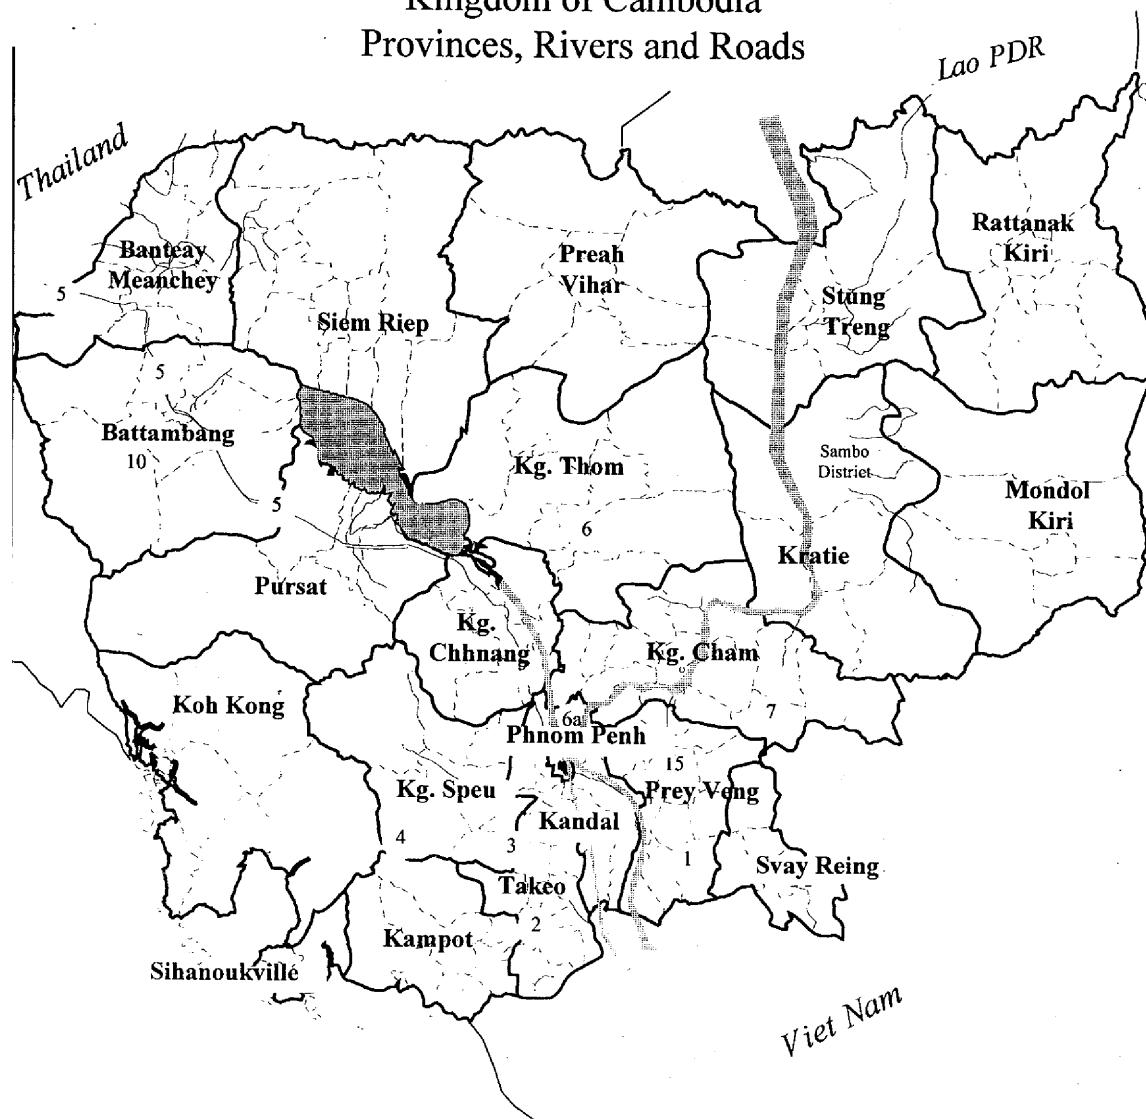 Kingdom of Cambodia
Provinces, Rivers and Roads
Lao PDR
Thailand
Banteay
Meanchey
5
Siem Riep
Preah
Vihar
Stung
Treng
Rattanak
Kiri
5
Battambang
10
5
Kg. Thom
6
Sambo
District
Kratie
Mondol
Kiri
Pursat
Kg.
Chhnang
Kg. Cham
7
Koh Kong
6a
Phnom Penh
15
Prey Veng
Kg. Speu
Kandal
4
3
1
Svay Reing
Takeo
2
Kampot
Sihanoukville
Viet Nam